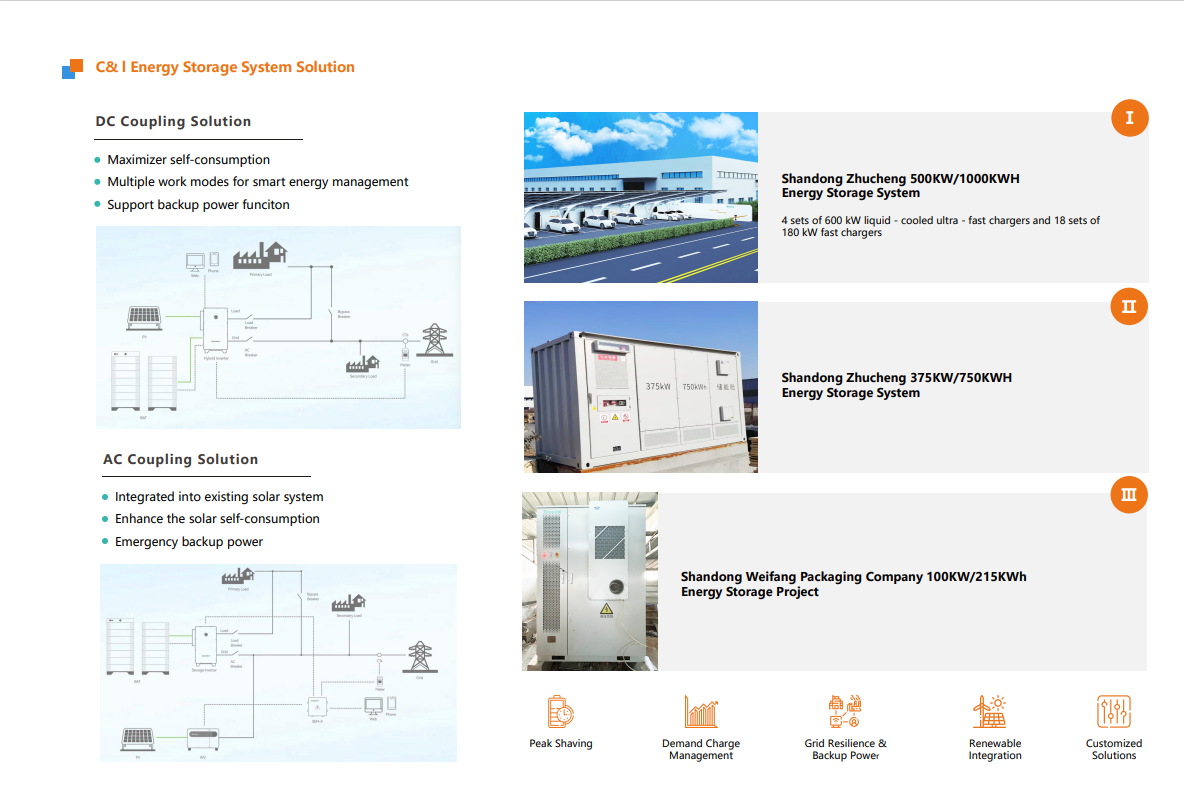 C& I Energy Storage System Solution
DC Coupling Solution
Maximizer self-consumption
Multiple work modes for smart energy management
Support backup power funciton
Web
Phone
Primary Load
PV
Load
Load
Breaker
Bypass
Breaker
Grid
AC
Breaker
Hybrid Inverter
CTs
Meter
Grid
Secondary Load
BAT
AC Coupling Solution
Integrated into existing solar system
Enhance the solar self-consumption
Emergency backup power
Primary Load
Bypass
Breaker
Secondary Load
Load
Load
Breaker
Grid
AC
Breaker
Storage Inverter
BAT
CTs
Meter
Grid
Web
Phone
PV
INV
I
Shandong Zhucheng 500KW/1000KWH
Energy Storage System
4 sets of 600 kW liquid - cooled ultra - fast chargers and 18 sets of
180 kW fast chargers
II
375kW
750kWh
储能柜
Shandong Zhucheng 375KW/750KWH
Energy Storage System
III
Shandong Weifang Packaging Company 100KW/215KWh
Energy Storage Project
Peak Shaving
Demand Charge
Management
Grid Resilience &
Backup Power
Renewable
Integration
Customized
Solutions